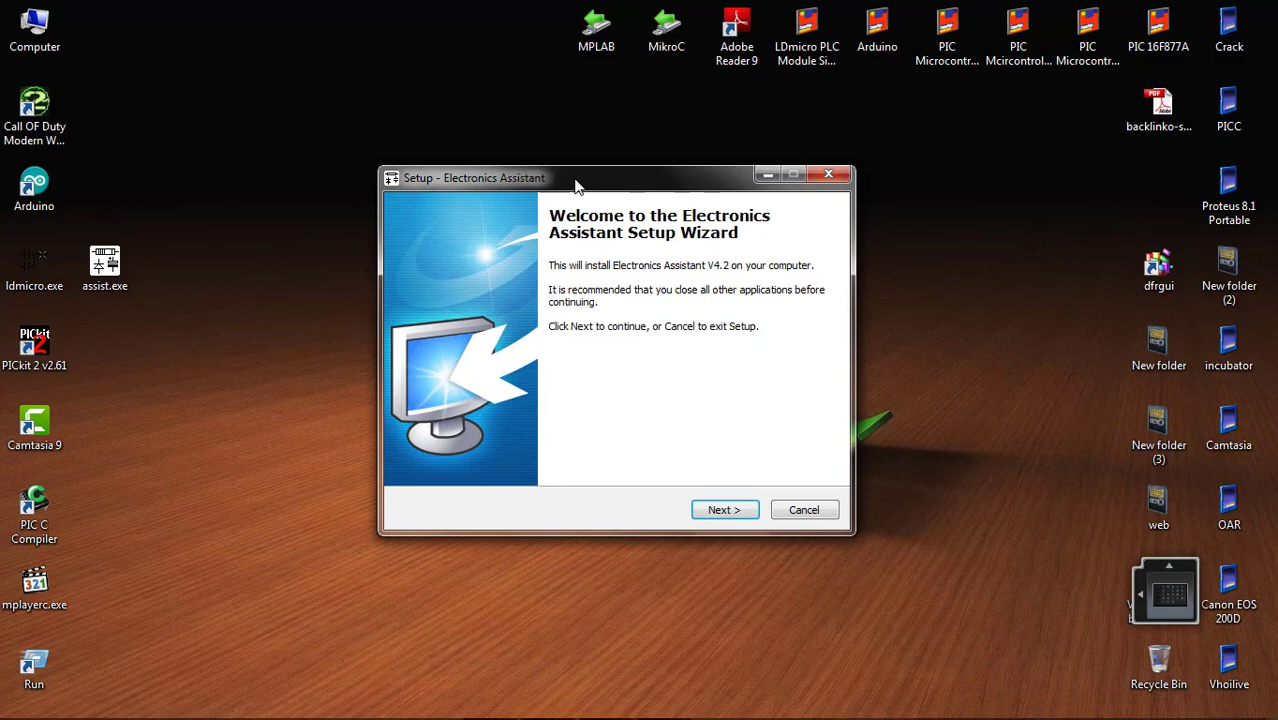 Computer
MPLAB
MikroC
Adobe
Reader 9
LDmicro PLC
Module Si...
Arduino
PIC
Microcontr...
PIC
Mcircontrol...
PIC
Microcontr...
PIC 16F877A
Crack
Call OF Duty
Modern W...
PDF
backlinko-s...
PICC
Setup - Electronics Assistant
Welcome to the Electronics
Assistant Setup Wizard
This will install Electronics Assistant V4.2 on your computer.
It is recommended that you close all other applications before
continuing.
Click Next to continue, or Cancel to exit Setup.
Next >
Cancel
Arduino
Proteus 8.1
Portable
ldmicro.exe
assist.exe
dfrgui
New folder
(2)
PICkit
2
PICkit 2 v2.61
New folder
incubator
Camtasia 9
New folder
(3)
Camtasia
PIC C
Compiler
web
OAR
321
mplayerc.exe
Canon EOS
200D
Run
Recycle Bin
Vhoilive